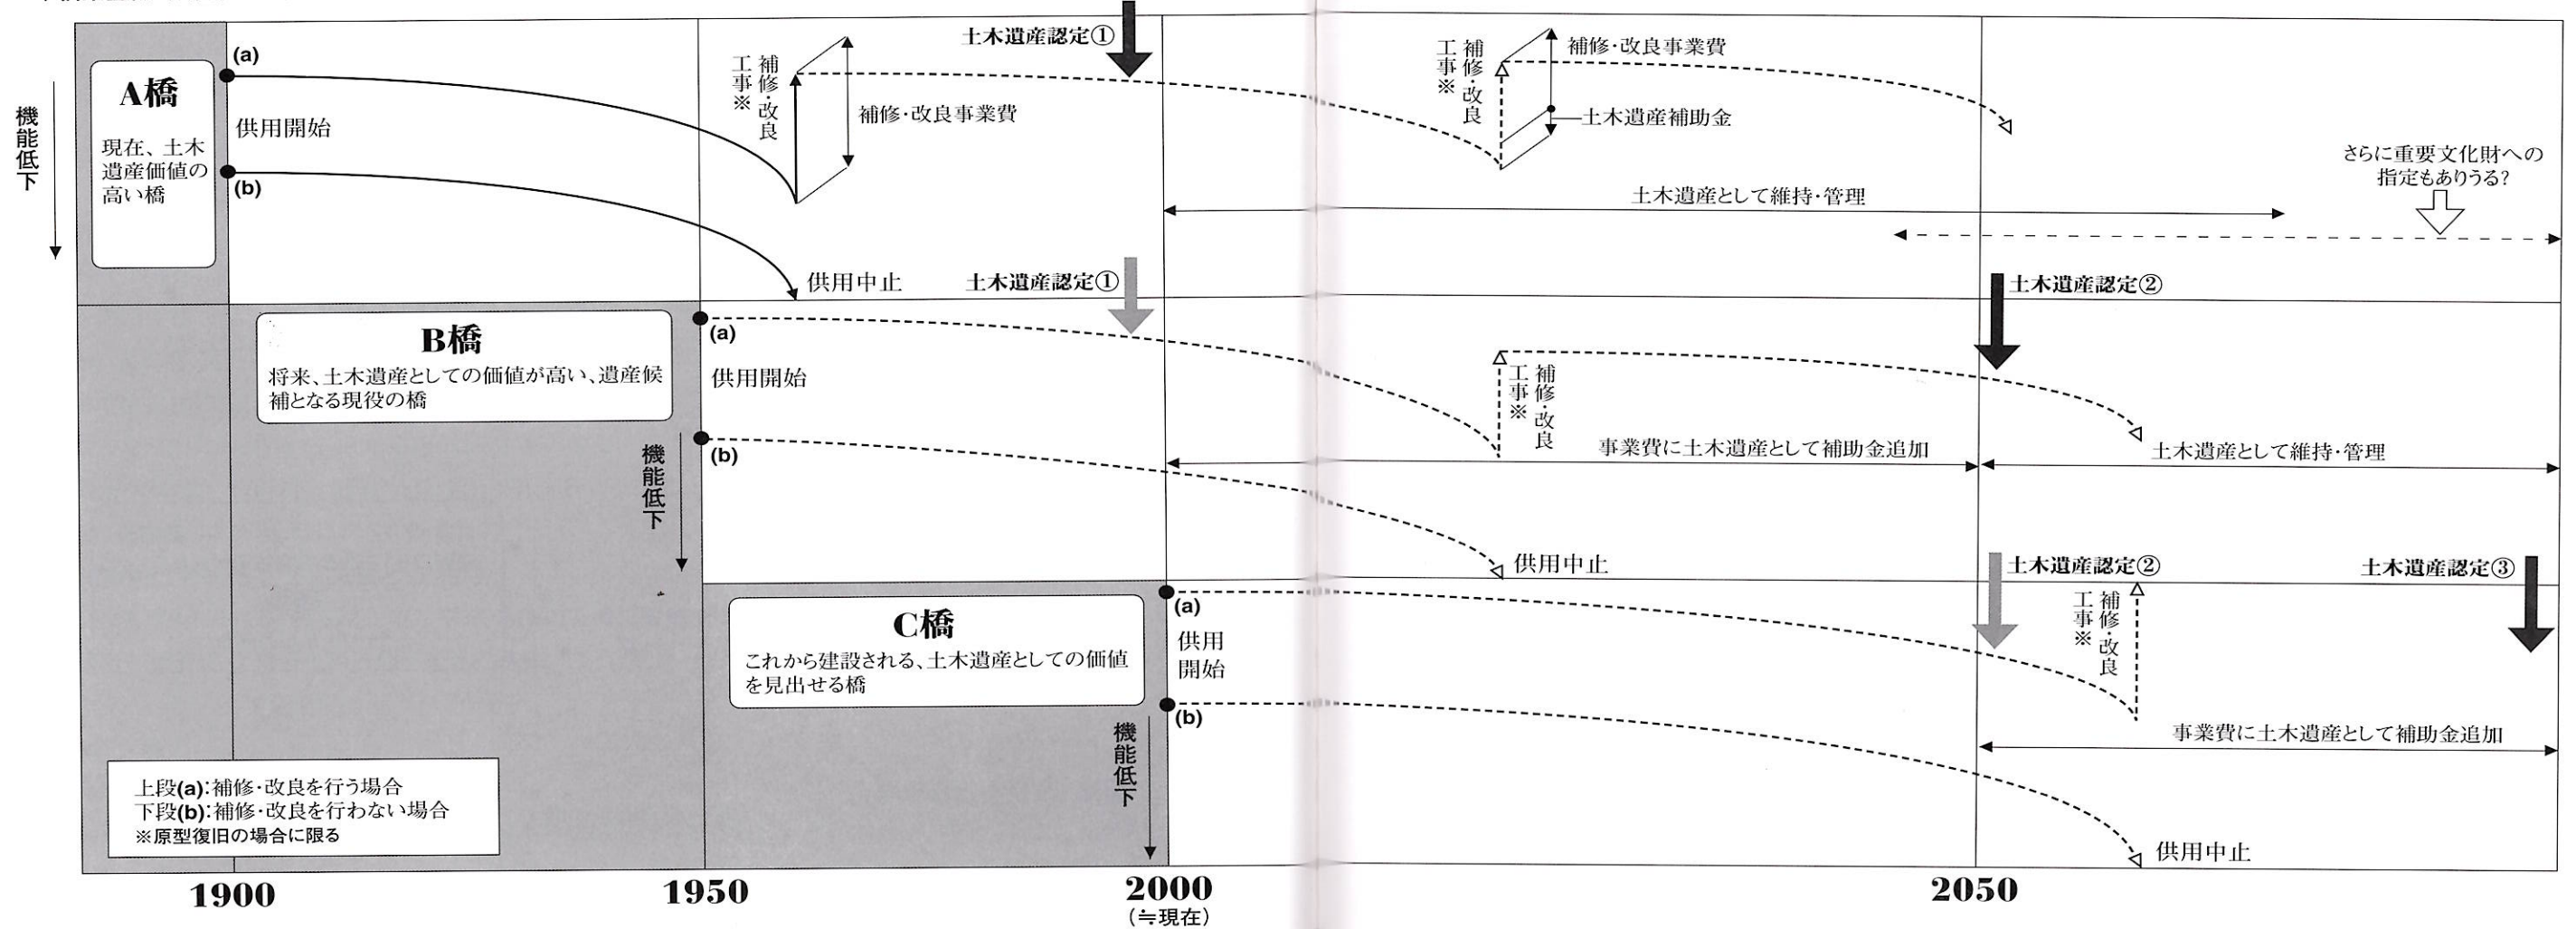 土木遺産認定①
(a)
A橋
現在、土木
遺産価値の
高い橋
供用開始
(b)
機能低下
補修・改良
工事※
補修・改良事業費
補修・改良
工事※
補修・改良事業費
土木遺産補助金
土木遺産として維持・管理
さらに重要文化財への
指定もありうる?
供用中止
土木遺産認定①
土木遺産認定②
B橋
将来、土木遺産としての価値が高い、遺産候
補となる現役の橋
(a)
供用開始
(b)
機能低下
補修・改良
工事※
事業費に土木遺産として補助金追加
土木遺産として維持・管理
供用中止
土木遺産認定②
土木遺産認定③
C橋
これから建設される、土木遺産としての価値
を見出せる橋
(a)
供用
開始
(b)
機能低下
補修・改良
工事※
事業費に土木遺産として補助金追加
供用中止
上段(a):補修・改良を行う場合
下段(b):補修・改良を行わない場合
※原型復旧の場合に限る
1900
1950
2000
(≒現在)
2050